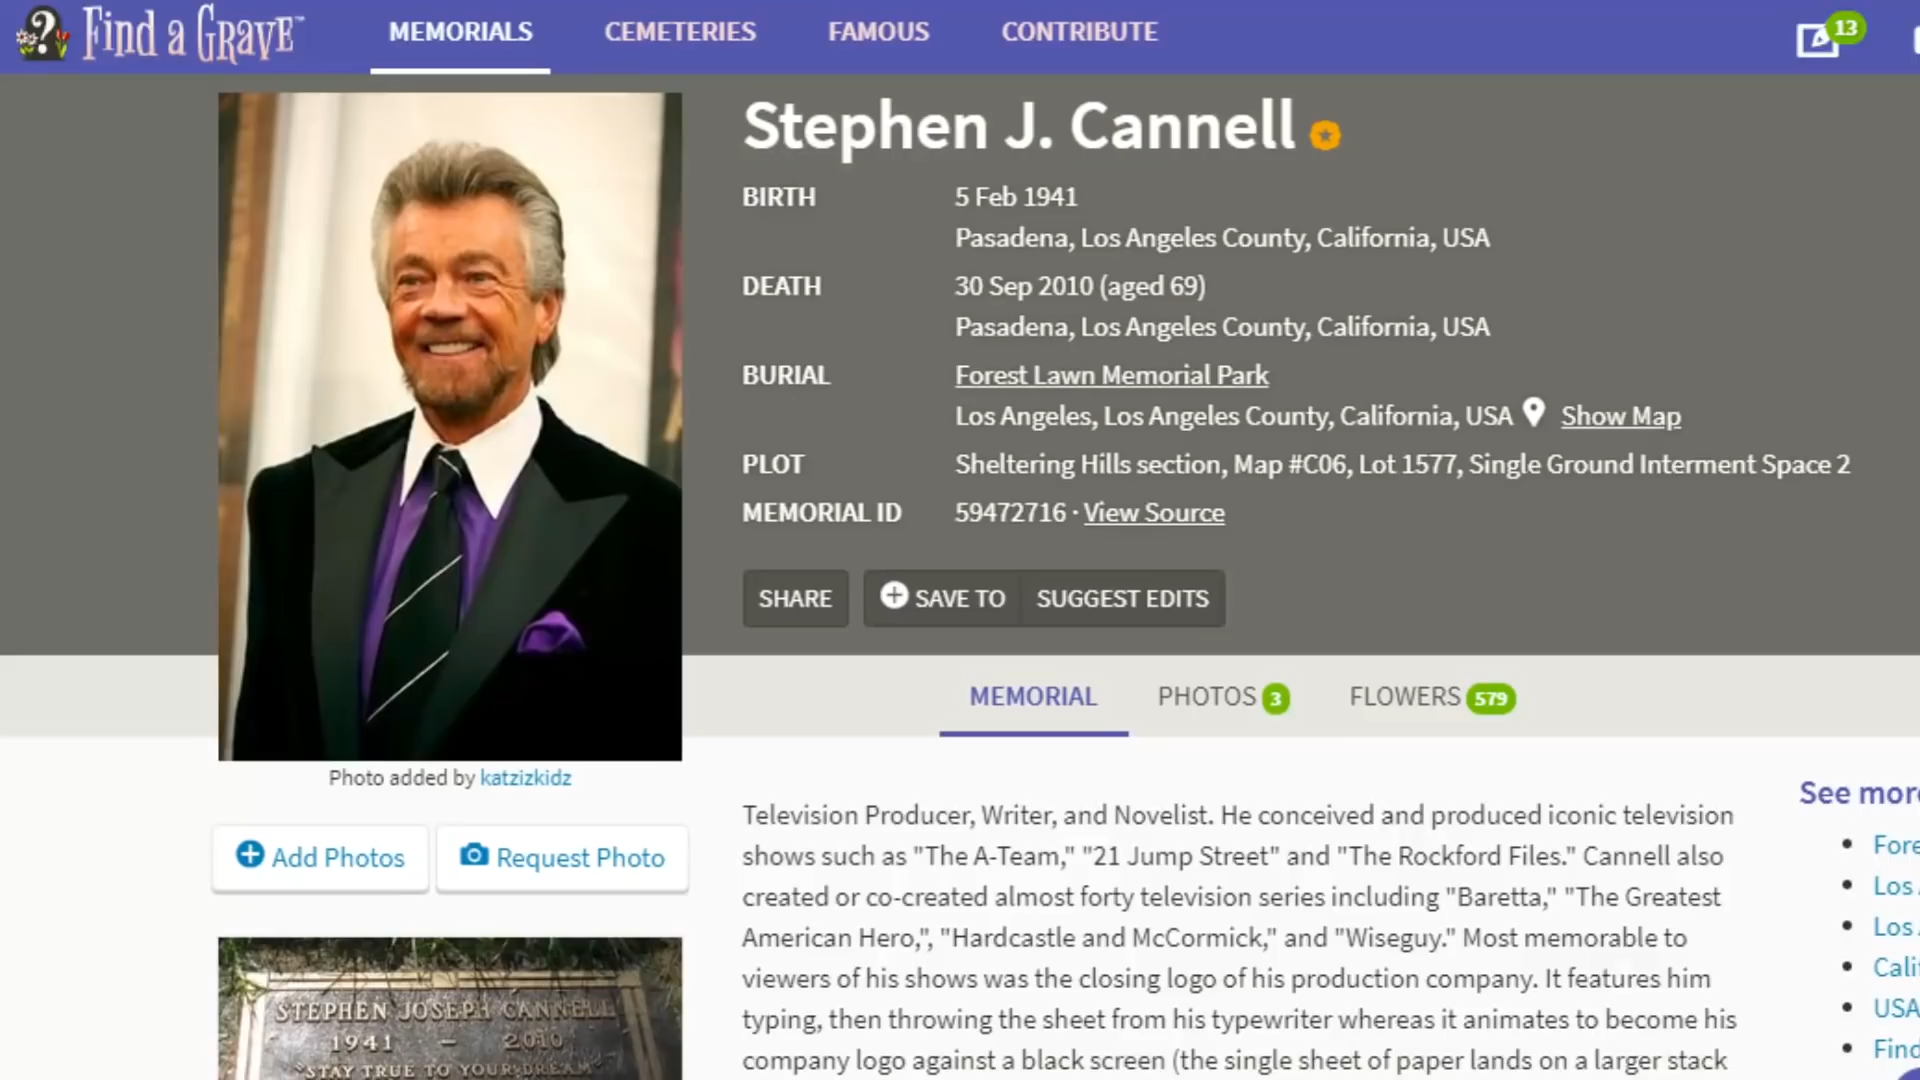 Find a Grave™
MEMORIALS
CEMETERIES
FAMOUS
CONTRIBUTE
13
Stephen J. Cannell
BIRTH
5 Feb 1941
Pasadena, Los Angeles County, California, USA
DEATH
30 Sep 2010 (aged 69)
Pasadena, Los Angeles County, California, USA
BURIAL
Forest Lawn Memorial Park
Los Angeles, Los Angeles County, California, USA Show Map
PLOT
Sheltering Hills section, Map #C06, Lot 1577, Single Ground Interment Space 2
MEMORIAL ID
59472716 · View Source
SHARE
SAVE TO
SUGGEST EDITS
MEMORIAL
PHOTOS 3
FLOWERS 579
Photo added by katzizkidz
Add Photos
Request Photo
STEPHEN JOSEPH CANNELL
1941 – 2010
"STAY TRUE TO YOUR DREAM"
Television Producer, Writer, and Novelist. He conceived and produced iconic television
shows such as "The A-Team," "21 Jump Street" and "The Rockford Files." Cannell also
created or co-created almost forty television series including "Baretta," "The Greatest
American Hero,", "Hardcastle and McCormick," and "Wiseguy." Most memorable to
viewers of his shows was the closing logo of his production company. It features him
typing, then throwing the sheet from his typewriter whereas it animates to become his
company logo against a black screen (the single sheet of paper lands on a larger stack
See more
Fore
Los
Los
Calif
USA
Find